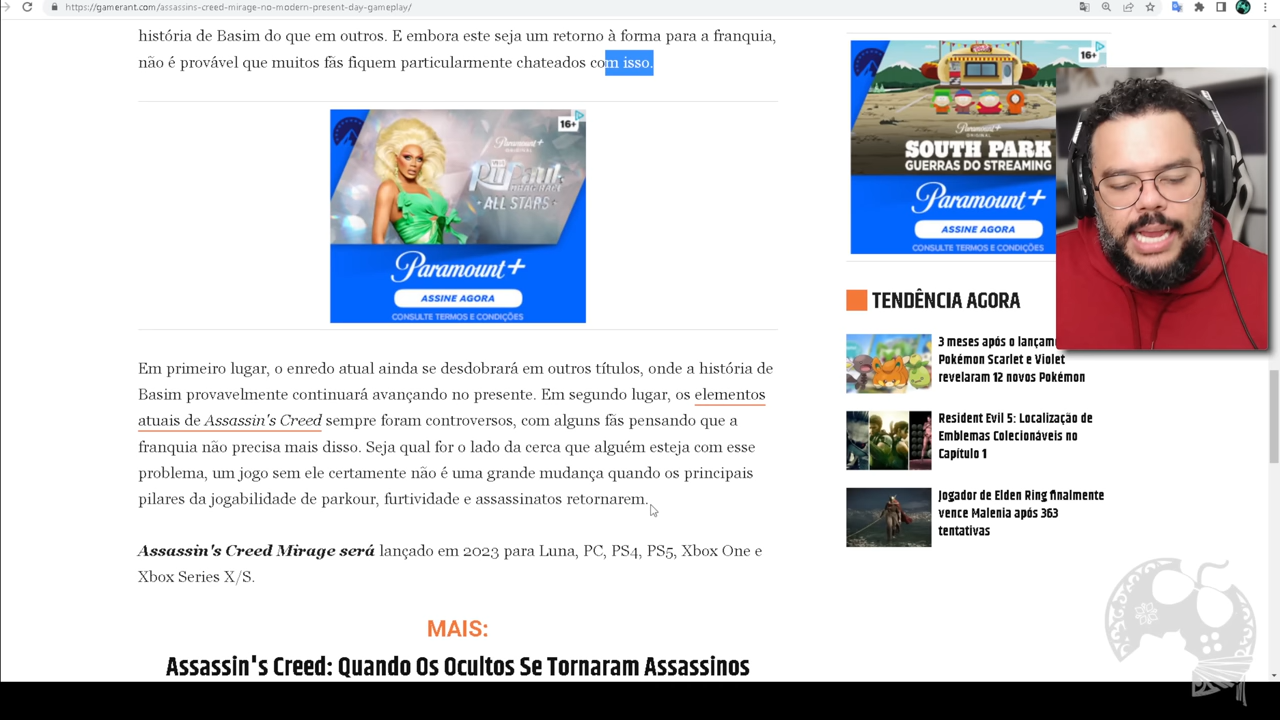 https://gamerant.com/assassins-creed-mirage-no-modern-present-day-gameplay/
história de Basim do que em outros. E embora este seja um retorno à forma para a franquia,
não é provável que muitos fãs fiquem particularmente chateados com isso.
16+
PARAMOUNT+ ORIGINAL
RuPaul
ALL STARS
Paramount+
ASSINE AGORA
CONSULTE TERMOS E CONDIÇÕES
Em primeiro lugar, o enredo atual ainda se desdobrará em outros títulos, onde a história de
Basim provavelmente continuará avançando no presente. Em segundo lugar, os elementos
atuais de Assassin's Creed sempre foram controversos, com alguns fãs pensando que a
franquia não precisa mais disso. Seja qual for o lado da cerca que alguém esteja com esse
problema, um jogo sem ele certamente não é uma grande mudança quando os principais
pilares da jogabilidade de parkour, furtividade e assassinatos retornarem.
Assassin's Creed Mirage será lançado em 2023 para Luna, PC, PS4, PS5, Xbox One e
Xbox Series X/S.
MAIS:
Assassin's Creed: Quando Os Ocultos Se Tornaram Assassinos
16+
Paramount+
SOUTH PARK
GUERRAS DO STREAMING
Paramount+
ASSINE AGORA
CONSULTE TERMOS E CONDIÇÕES
TENDÊNCIA AGORA
3 meses após o
Pokémon Scarlet e Violet
revelaram 12 novos Pokémon
Resident Evil 5: Localização de
Emblemas Colecionáveis no
Capítulo 1
Jogador de Elden Ring finalmente
vence Malenia após 363
tentativas